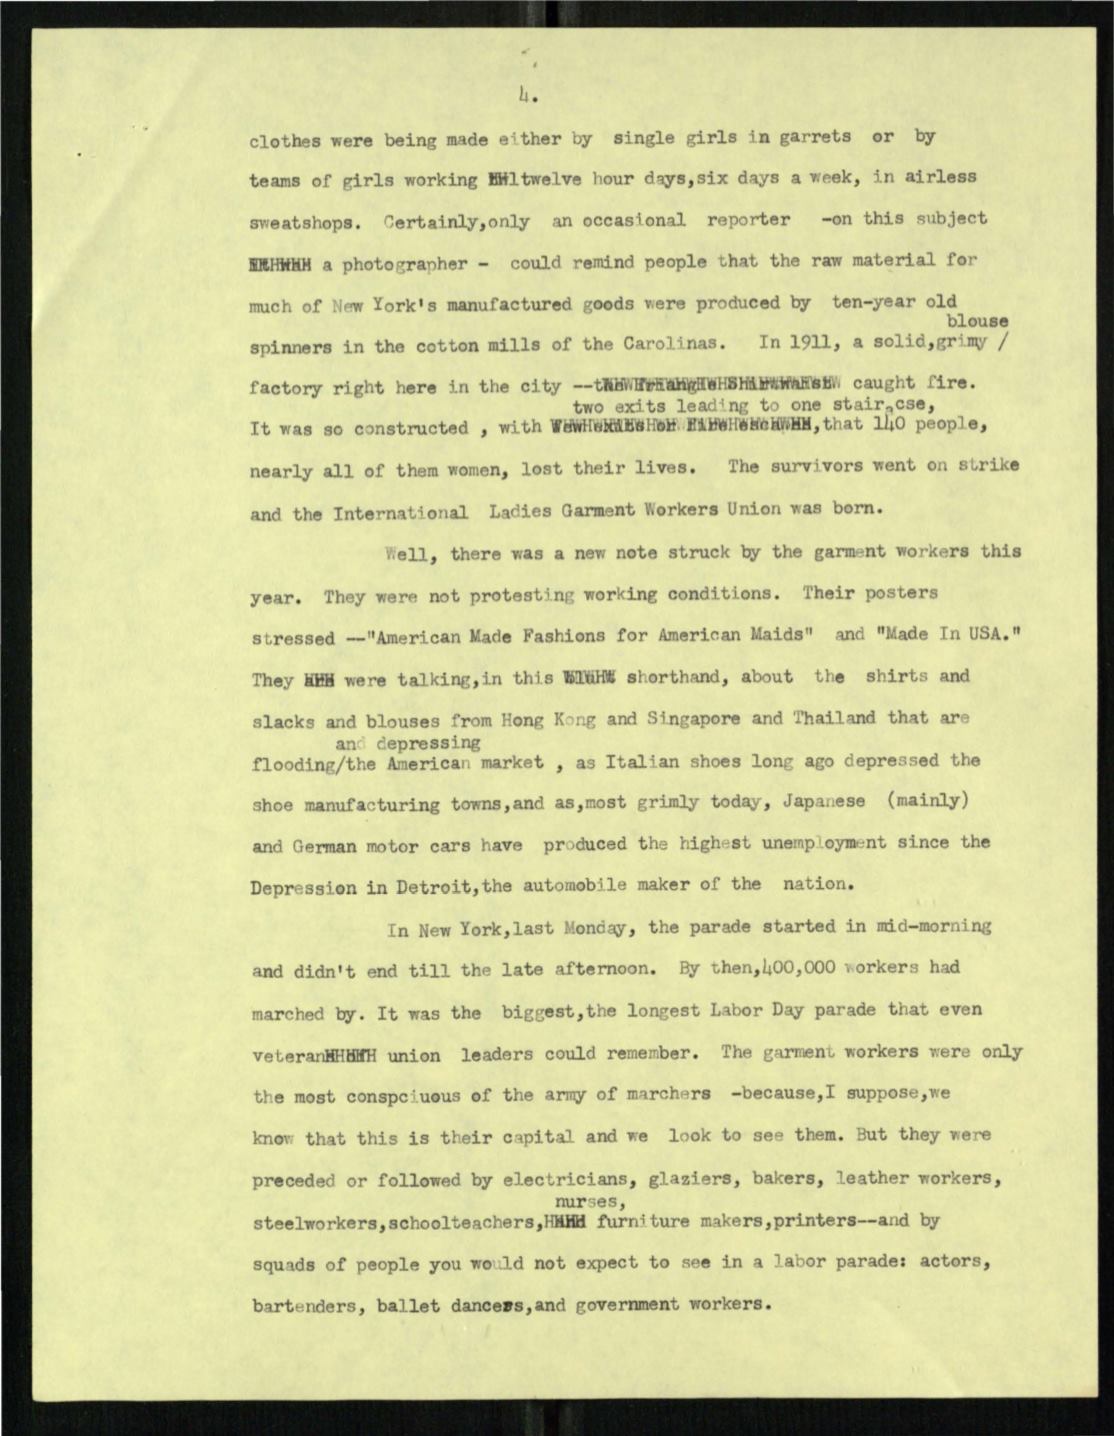 4.
clothes were being made either by single girls in garrets or by
teams of girls working twelve hour days,six days a week, in airless
sweatshops. Certainly,only an occasional reporter -on this subject
a photographer - could remind people that the raw material for
much of New York's manufactured goods were produced by ten-year old
blouse
spinners in the cotton mills of the Carolinas. In 1911, a solid,grimy /
factory right here in the city -- caught fire.
two exits leading to one stair cse,
It was so constructed , with ,that 140 people,
nearly all of them women, lost their lives. The survivors went on strike
and the International Ladies Garment Workers Union was born.
Well, there was a new note struck by the garment workers this
year. They were not protesting working conditions. Their posters
stressed --"American Made Fashions for American Maids" and "Made In USA."
They were talking,in this shorthand, about the shirts and
slacks and blouses from Hong Kong and Singapore and Thailand that are
and depressing
flooding/the American market , as Italian shoes long ago depressed the
shoe manufacturing towns,and as,most grimly today, Japanese (mainly)
and German motor cars have produced the highest unemployment since the
Depression in Detroit,the automobile maker of the nation.
In New York,last Monday, the parade started in mid-morning
and didn't end till the late afternoon. By then,400,000 workers had
marched by. It was the biggest,the longest Labor Day parade that even
veteran union leaders could remember. The garment workers were only
the most conspciuous of the army of marchers -because,I suppose,we
know that this is their capital and we look to see them. But they were
preceded or followed by electricians, glaziers, bakers, leather workers,
nurses,
steelworkers,schoolteachers, furniture makers,printers--and by
squads of people you would not expect to see in a labor parade: actors,
bartenders, ballet dancers,and government workers.